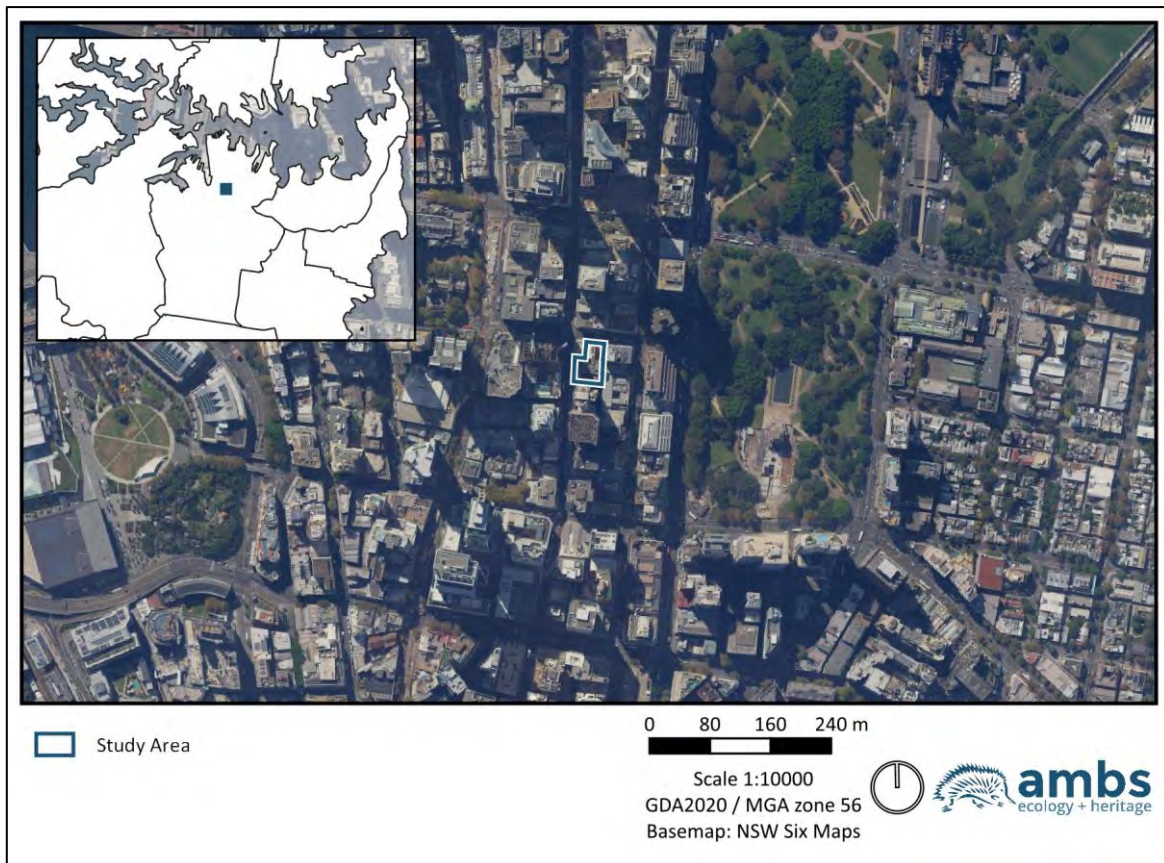 Study Area
0 80 160 240 m
Scale 1:10000
GDA2020 / MGA zone 56
Basemap: NSW Six Maps
ambs
ecology + heritage